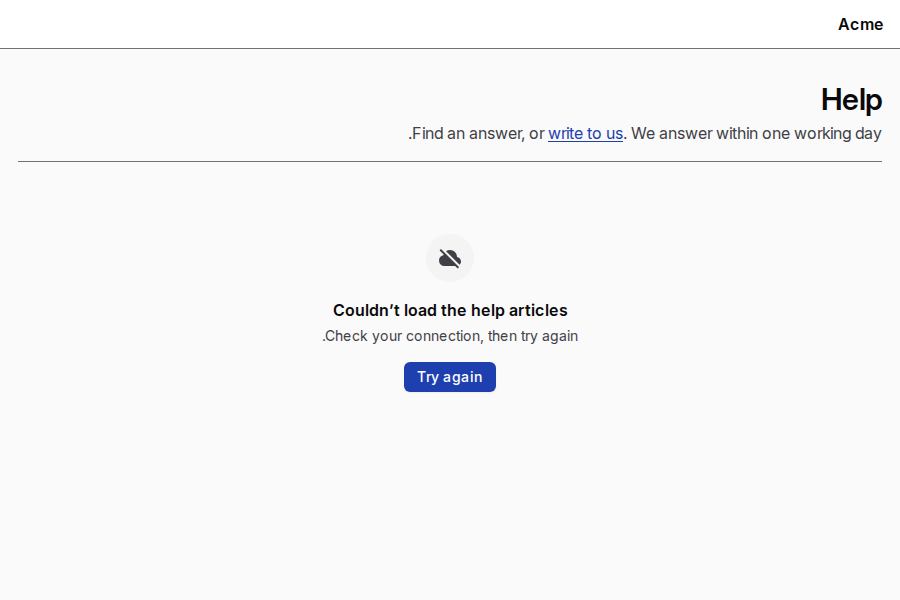 Acme
Help
Find an answer, or write to us. We answer within one working day.
Couldn’t load the help articles
Check your connection, then try again.
Try again